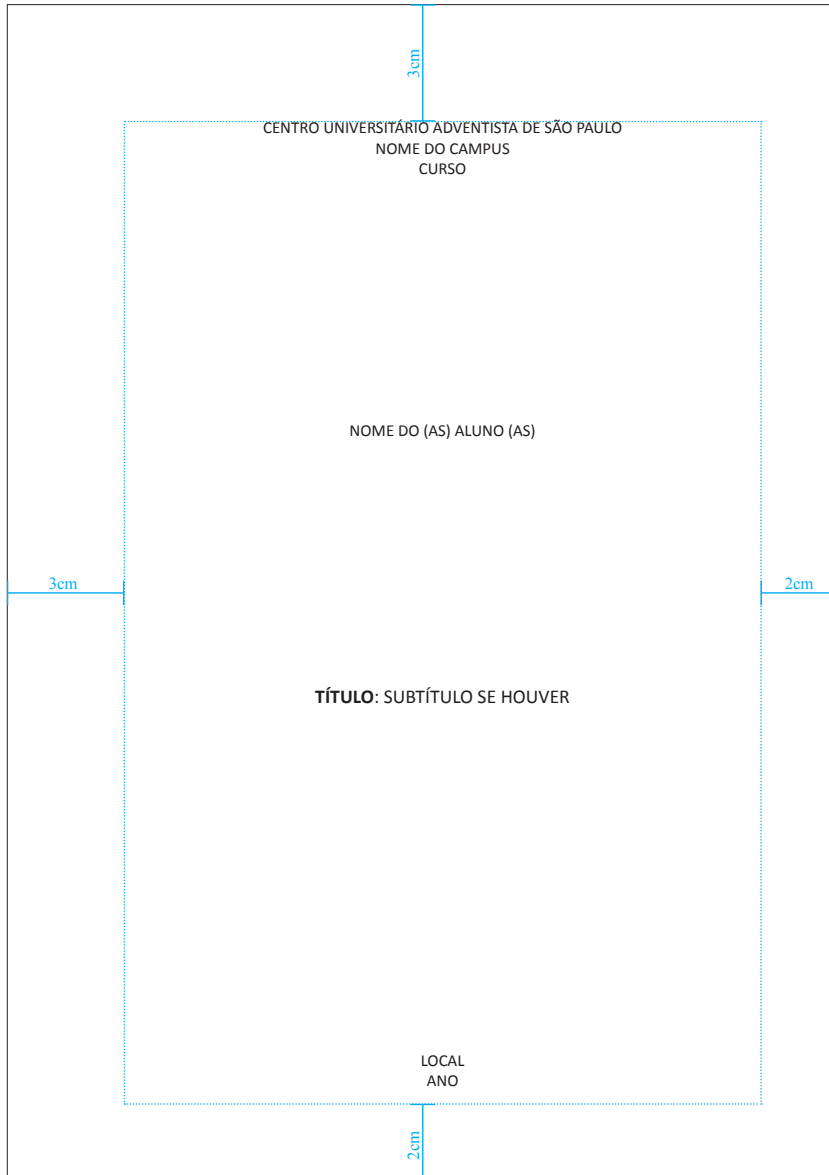 3cm
CENTRO UNIVERSITÁRIO ADVENTISTA DE SÃO PAULO
NOME DO CAMPUS
CURSO
NOME DO (AS) ALUNO (AS)
3cm
2cm
TÍTULO: SUBTÍTULO SE HOUVER
LOCAL
ANO
2cm